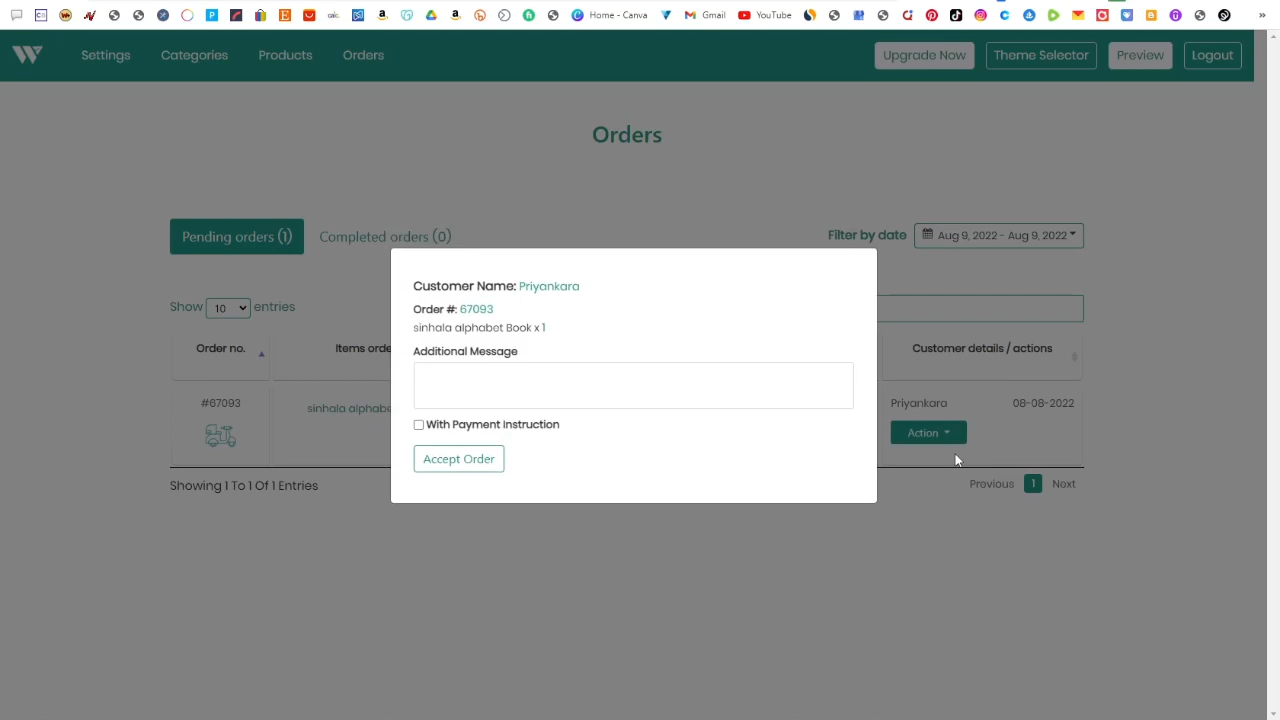 Home - Canva
Gmail
YouTube
calc.
»
Settings
Categories
Products
Orders
Upgrade Now
Theme Selector
Preview
Logout
Orders
Pending orders (1)
Completed orders (0)
Filter by date
Aug 9, 2022 - Aug 9, 2022
Show 10 entries
Order no.
Items orde
Customer details / actions
#67093
sinhala alphabe
Priyankara
08-08-2022
Action
Showing 1 To 1 Of 1 Entries
Previous 1 Next
Customer Name: Priyankara
Order #: 67093
sinhala alphabet Book x 1
Additional Message
With Payment Instruction
Accept Order